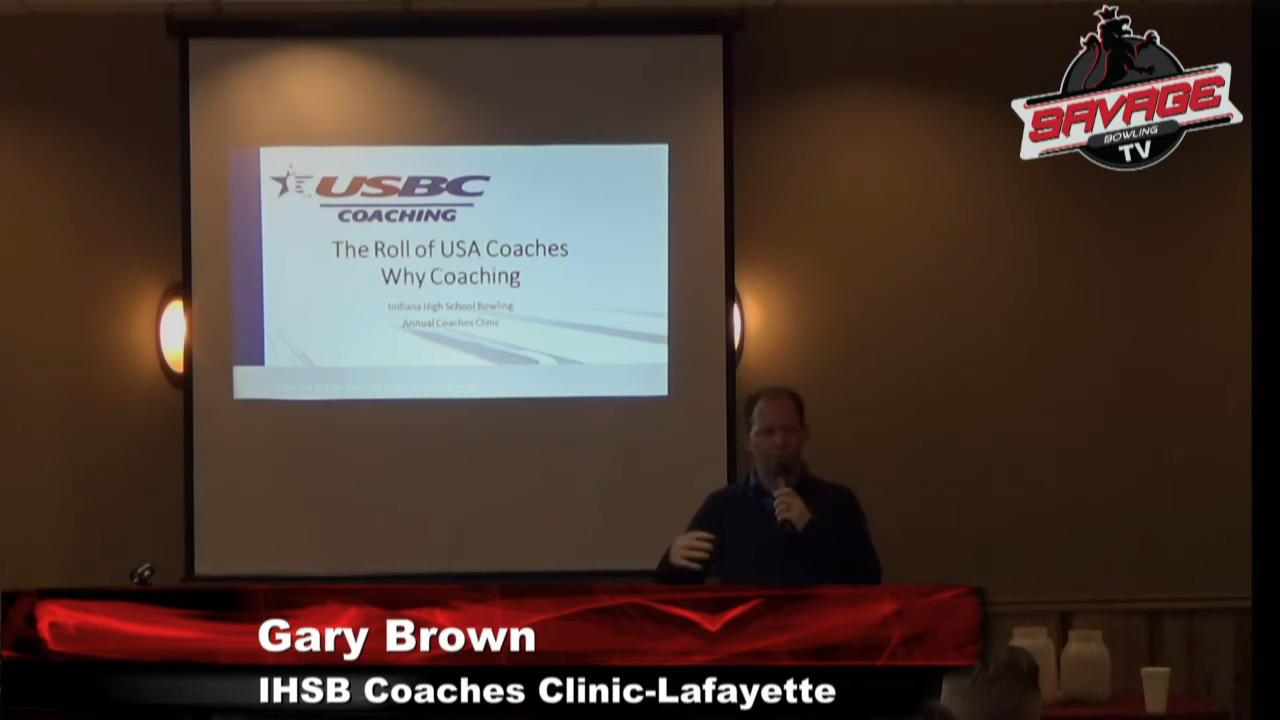 SAVAGE
BOWLING
TV
USBC
COACHING
The Roll of USA Coaches
Why Coaching
Indiana High School Bowling
Annual Coaches Clinic
Gary Brown
IHSB Coaches Clinic-Lafayette